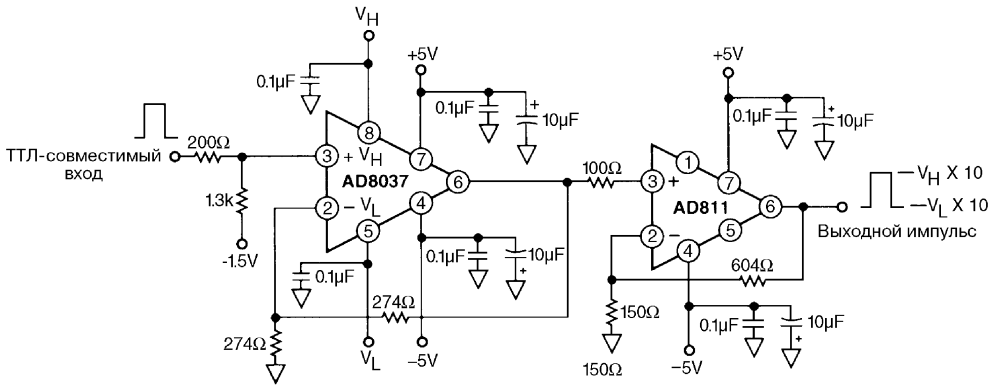 V_H
+5V
+5V
0.1µF
0.1µF
+
10µF
0.1µF
+
10µF
ТТЛ-совместимый
вход
200Ω
8
3
+
V_H
7
AD8037
6
2
−
V_L
4
5
1.3k
-1.5V
100Ω
1
3
+
7
AD811
6
2
−
5
4
V_H X 10
V_L X 10
Выходной импульс
0.1µF
0.1µF
10µF
+
604Ω
274Ω
150Ω
274Ω
V_L
−5V
150Ω
0.1µF
10µF
+
−5V